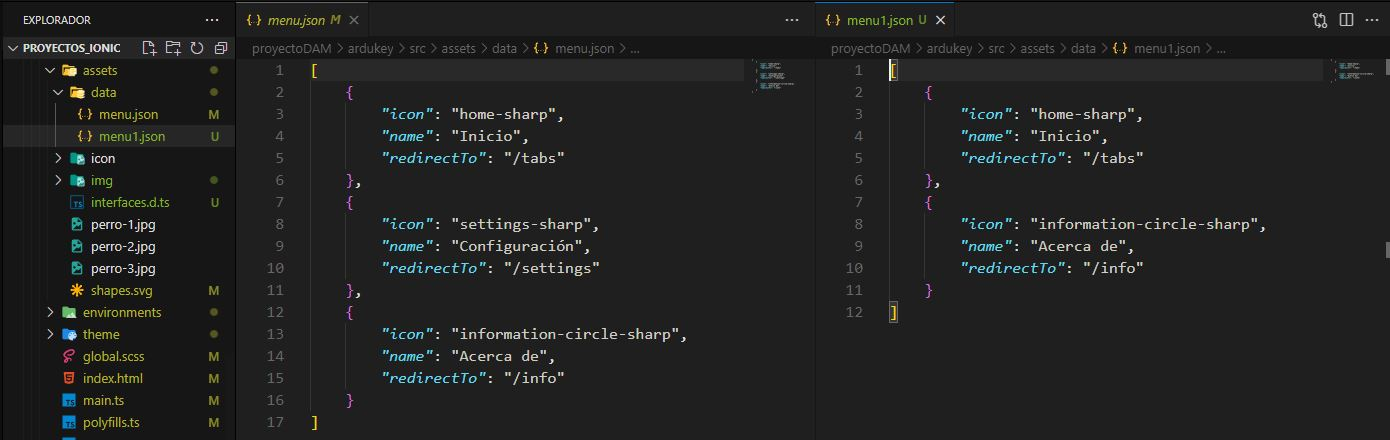 EXPLORADOR
PROYECTOS_IONIC
assets
data
menu.json M
menu1.json U
icon
img
interfaces.d.ts U
perro-1.jpg
perro-2.jpg
perro-3.jpg
shapes.svg M
environments
theme
global.scss M
index.html M
main.ts M
polyfills.ts M
menu.json M
proyectoDAM > ardukey > src > assets > data > menu.json > ...
1 [
2 {
3 "icon": "home-sharp",
4 "name": "Inicio",
5 "redirectTo": "/tabs"
6 },
7 {
8 "icon": "settings-sharp",
9 "name": "Configuración",
10 "redirectTo": "/settings"
11 },
12 {
13 "icon": "information-circle-sharp",
14 "name": "Acerca de",
15 "redirectTo": "/info"
16 }
17 ]
menu1.json U
proyectoDAM > ardukey > src > assets > data > menu1.json > ...
1 [
2 {
3 "icon": "home-sharp",
4 "name": "Inicio",
5 "redirectTo": "/tabs"
6 },
7 {
8 "icon": "information-circle-sharp",
9 "name": "Acerca de",
10 "redirectTo": "/info"
11 }
12 ]